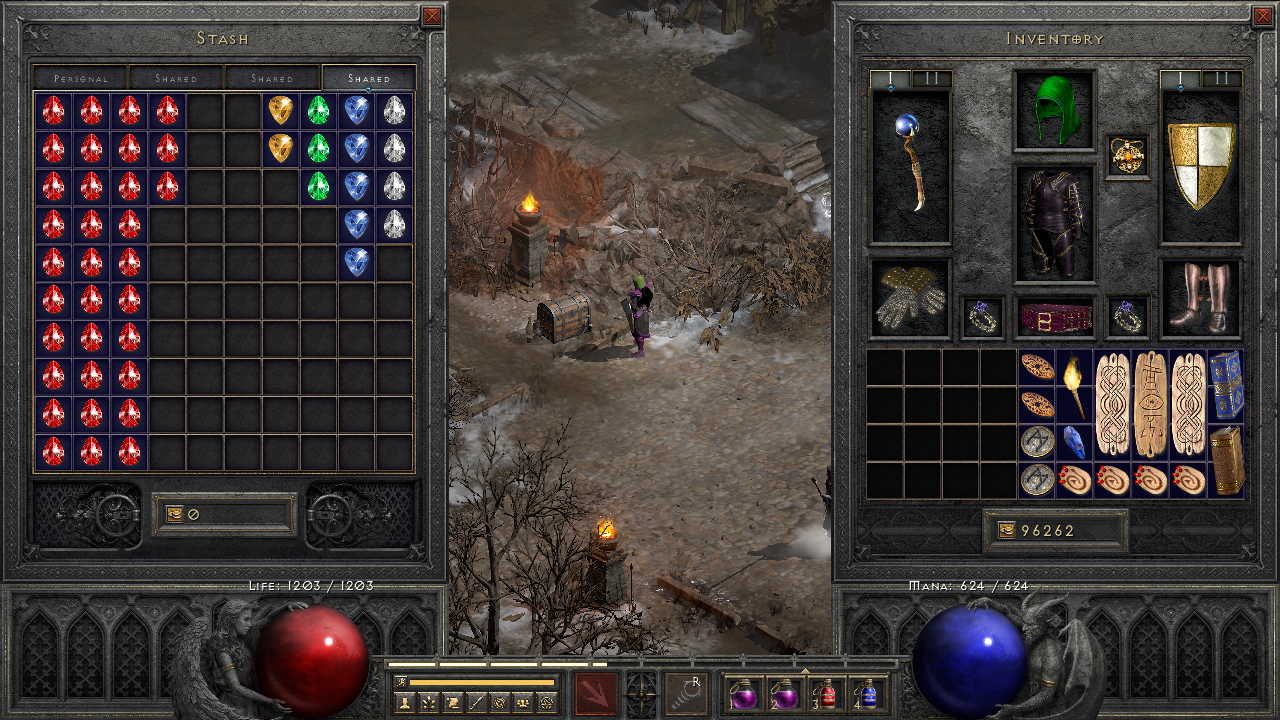 Stash
Inventory
Personal
Shared
Shared
Shared
I
II
I
II
0
96262
Life: 1203 / 1203
Mana: 624 / 624
R
1
2
3
4